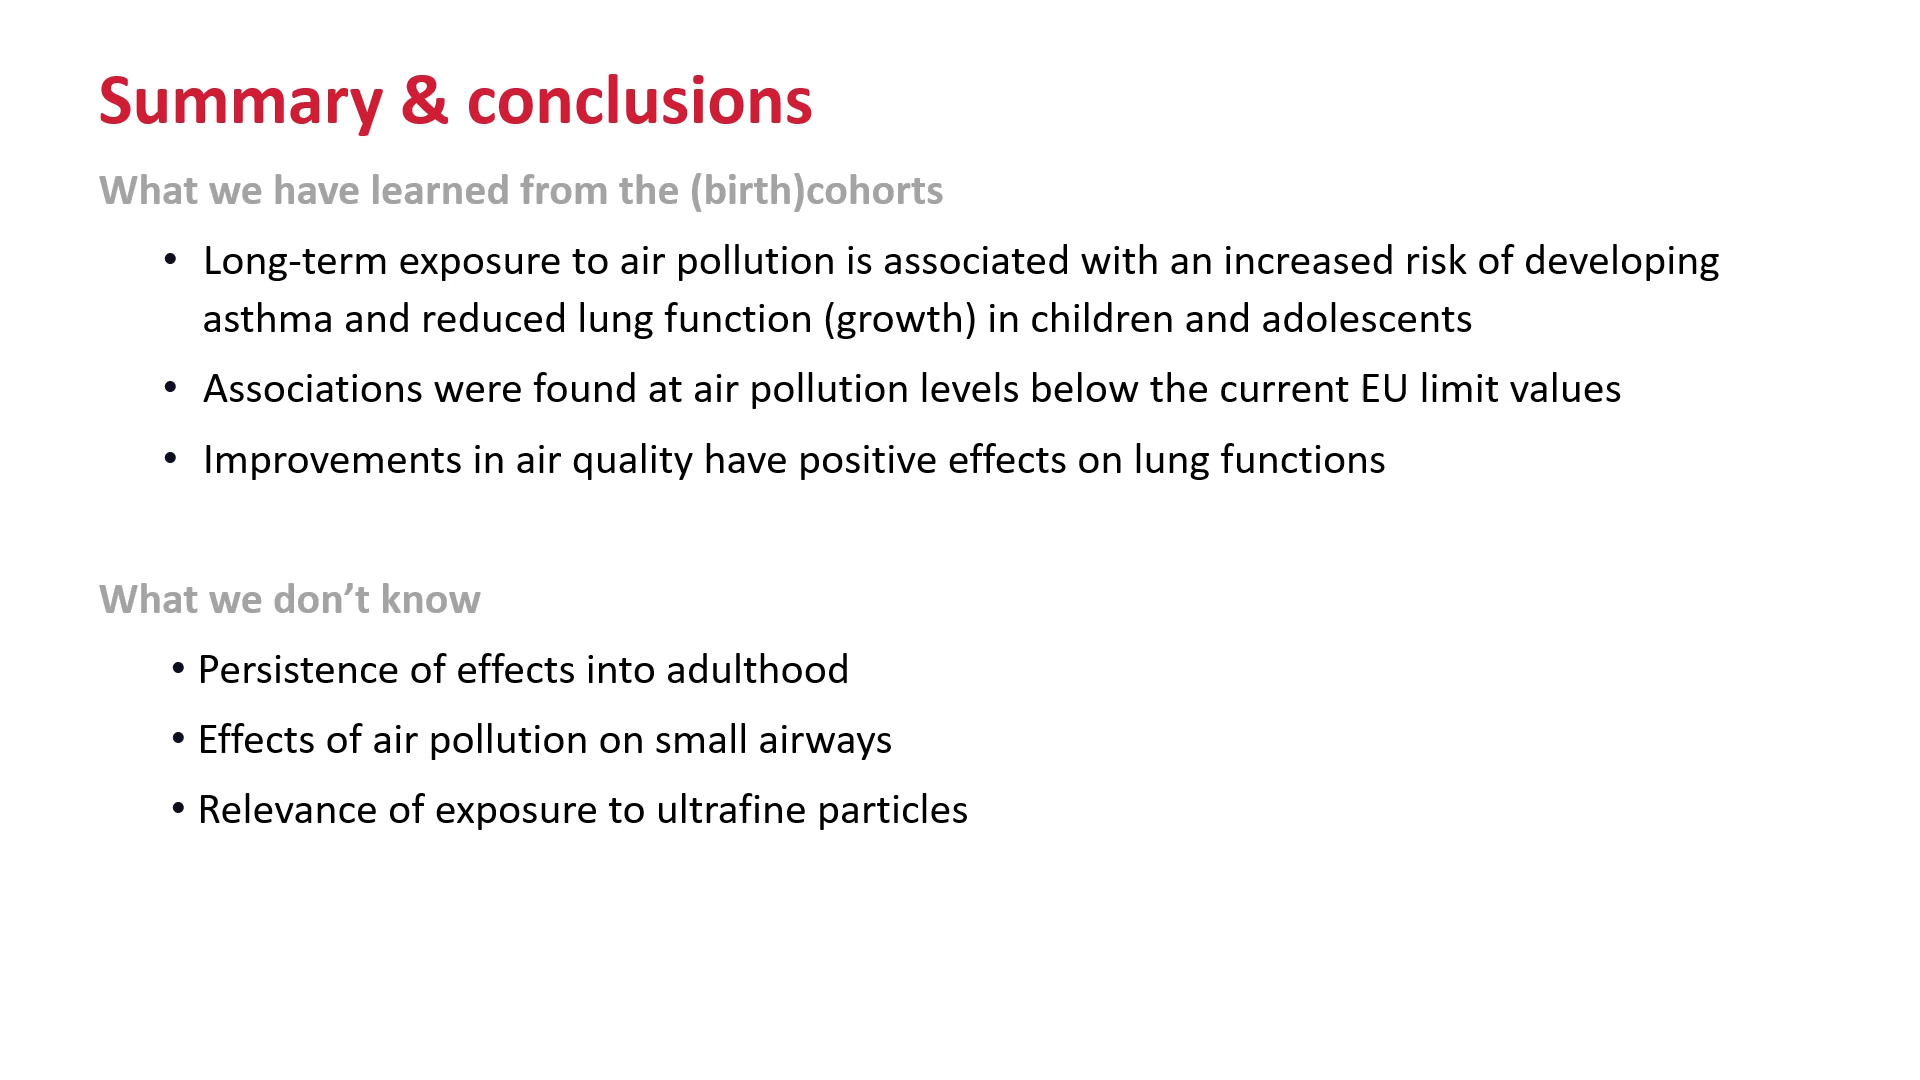 Summary & conclusions
What we have learned from the (birth)cohorts
• Long-term exposure to air pollution is associated with an increased risk of developing
asthma and reduced lung function (growth) in children and adolescents
• Associations were found at air pollution levels below the current EU limit values
• Improvements in air quality have positive effects on lung functions
What we don’t know
• Persistence of effects into adulthood
• Effects of air pollution on small airways
• Relevance of exposure to ultrafine particles